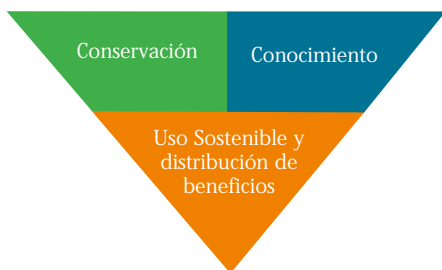 Conservación
Conocimiento
Uso Sostenible y
distribución de
beneficios